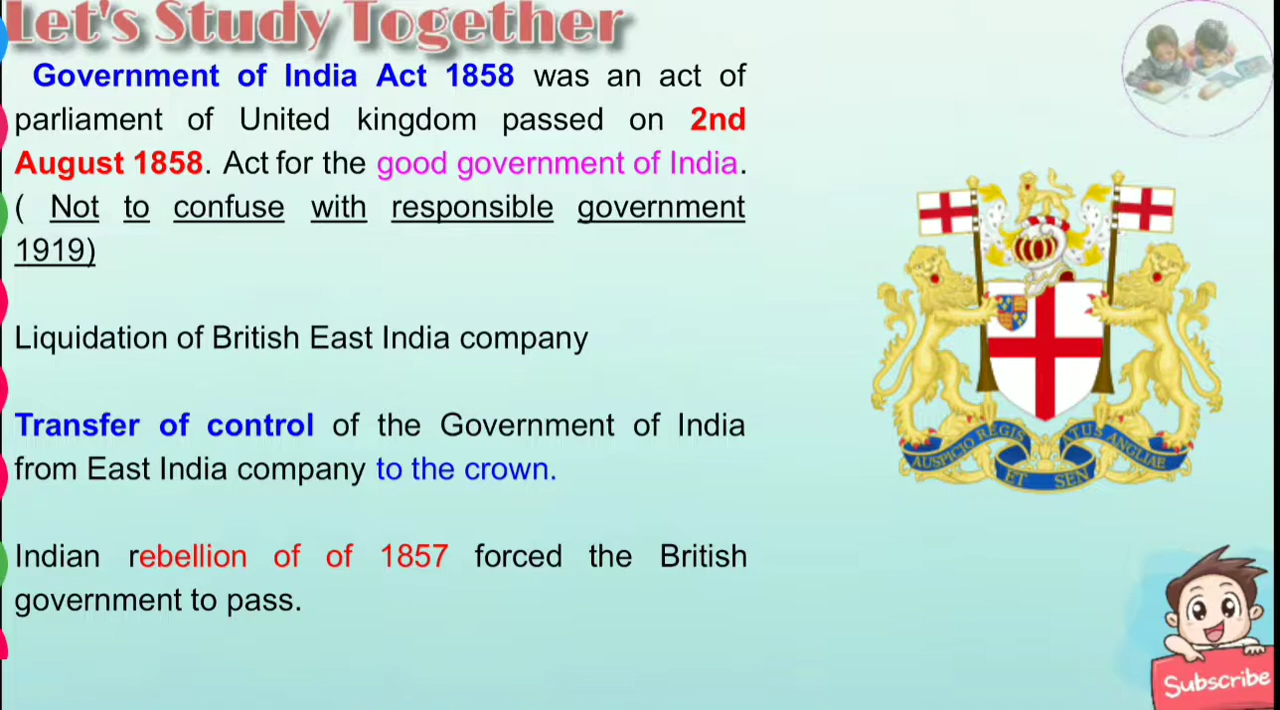 Let's Study Together
Government of India Act 1858 was an act of
parliament of United kingdom passed on 2nd
August 1858. Act for the good government of India.
( Not to confuse with responsible government
1919)
Liquidation of British East India company
Transfer of control of the Government of India
from East India company to the crown.
Indian rebellion of of 1857 forced the British
government to pass.
AUSPICIO REGIS ET SEN ATUS ANGLIAE
Subscribe